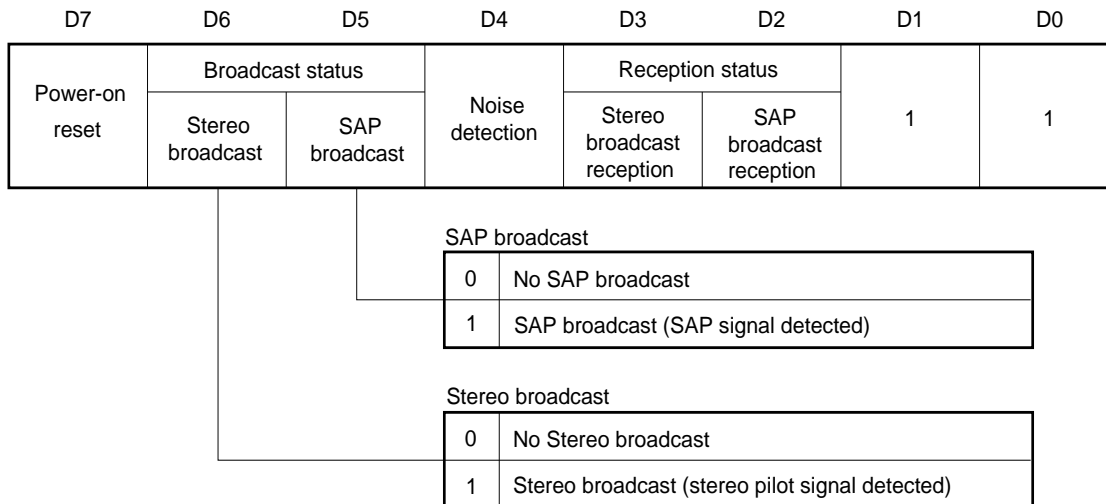 D7 D6 D5 D4 D3 D2 D1 D0
Power-on
reset
Broadcast status
Stereo
broadcast
SAP
broadcast
Noise
detection
Reception status
Stereo
broadcast
reception
SAP
broadcast
reception
1
1
SAP broadcast
0 No SAP broadcast
1 SAP broadcast (SAP signal detected)
Stereo broadcast
0 No Stereo broadcast
1 Stereo broadcast (stereo pilot signal detected)